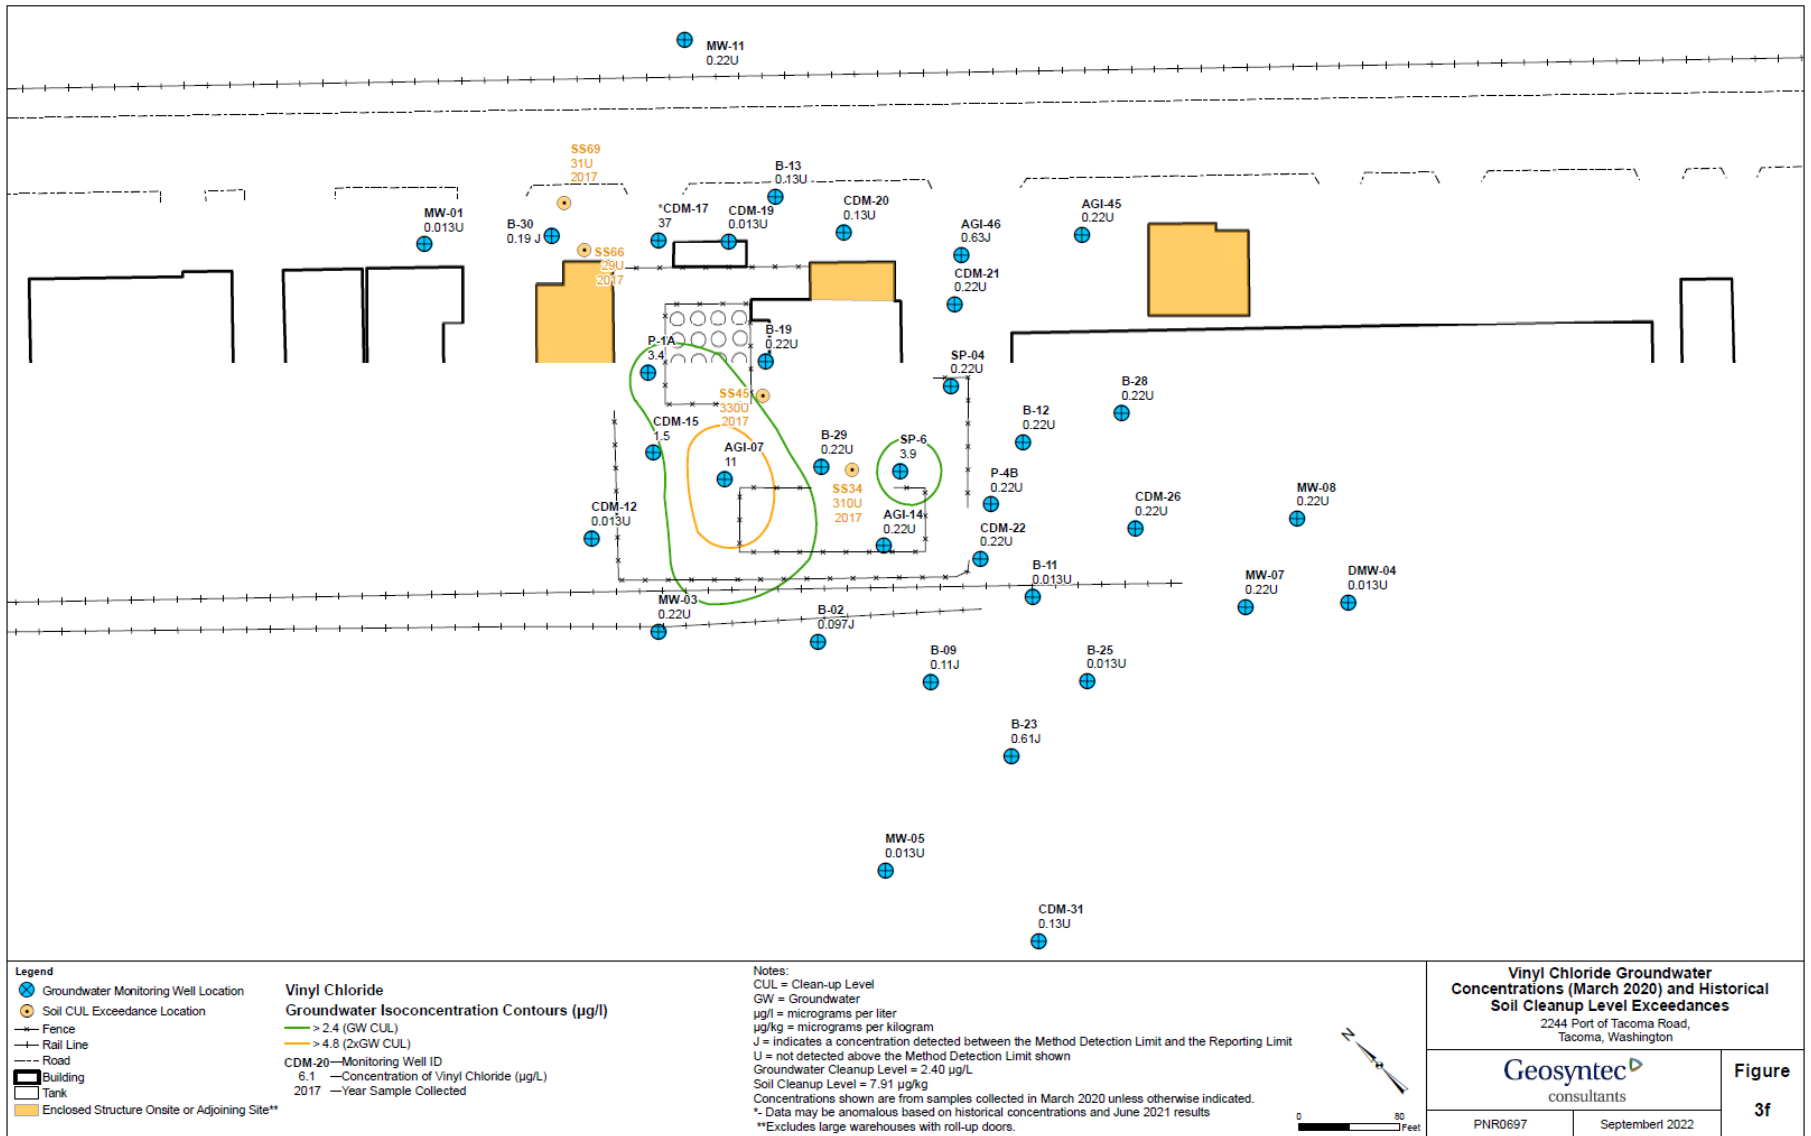 MW-11
0.22U
SS69
31U
2017
B-13
0.13U
MW-01
0.013U
B-30
0.19 J
*CDM-17
37
CDM-19
0.013U
CDM-20
0.13U
AGI-46
0.63J
AGI-45
0.22U
SS66
29U
2017
CDM-21
0.22U
P-1A
3.4
B-19
0.22U
SP-04
0.22U
SS45
330U
2017
B-28
0.22U
CDM-15
1.5
B-12
0.22U
AGI-07
11
B-29
0.22U
SP-6
3.9
SS34
310U
2017
P-4B
0.22U
CDM-12
0.013U
AGI-14
0.22U
CDM-22
0.22U
CDM-26
0.22U
MW-08
0.22U
B-11
0.013U
MW-07
0.22U
DMW-04
0.013U
MW-03
0.22U
B-02
0.097J
B-09
0.11J
B-25
0.013U
B-23
0.61J
MW-05
0.013U
CDM-31
0.13U
Legend
Groundwater Monitoring Well Location
Soil CUL Exceedance Location
Fence
Rail Line
Road
Building
Tank
Enclosed Structure Onsite or Adjoining Site**
Vinyl Chloride
Groundwater Isoconcentration Contours (µg/l)
> 2.4 (GW CUL)
> 4.8 (2xGW CUL)
CDM-20—Monitoring Well ID
6.1 —Concentration of Vinyl Chloride (µg/L)
2017 —Year Sample Collected
Notes:
CUL = Clean-up Level
GW = Groundwater
µg/l = micrograms per liter
µg/kg = micrograms per kilogram
J = indicates a concentration detected between the Method Detection Limit and the Reporting Limit
U = not detected above the Method Detection Limit shown
Groundwater Cleanup Level = 2.40 µg/L
Soil Cleanup Level = 7.91 µg/kg
Concentrations shown are from samples collected in March 2020 unless otherwise indicated.
*- Data may be anomalous based on historical concentrations and June 2021 results
**Excludes large warehouses with roll-up doors.
N
0 80
Feet
Vinyl Chloride Groundwater
Concentrations (March 2020) and Historical
Soil Cleanup Level Exceedances
2244 Port of Tacoma Road,
Tacoma, Washington
Geosyntec
consultants
Figure
3f
PNR0697
Septemberl 2022